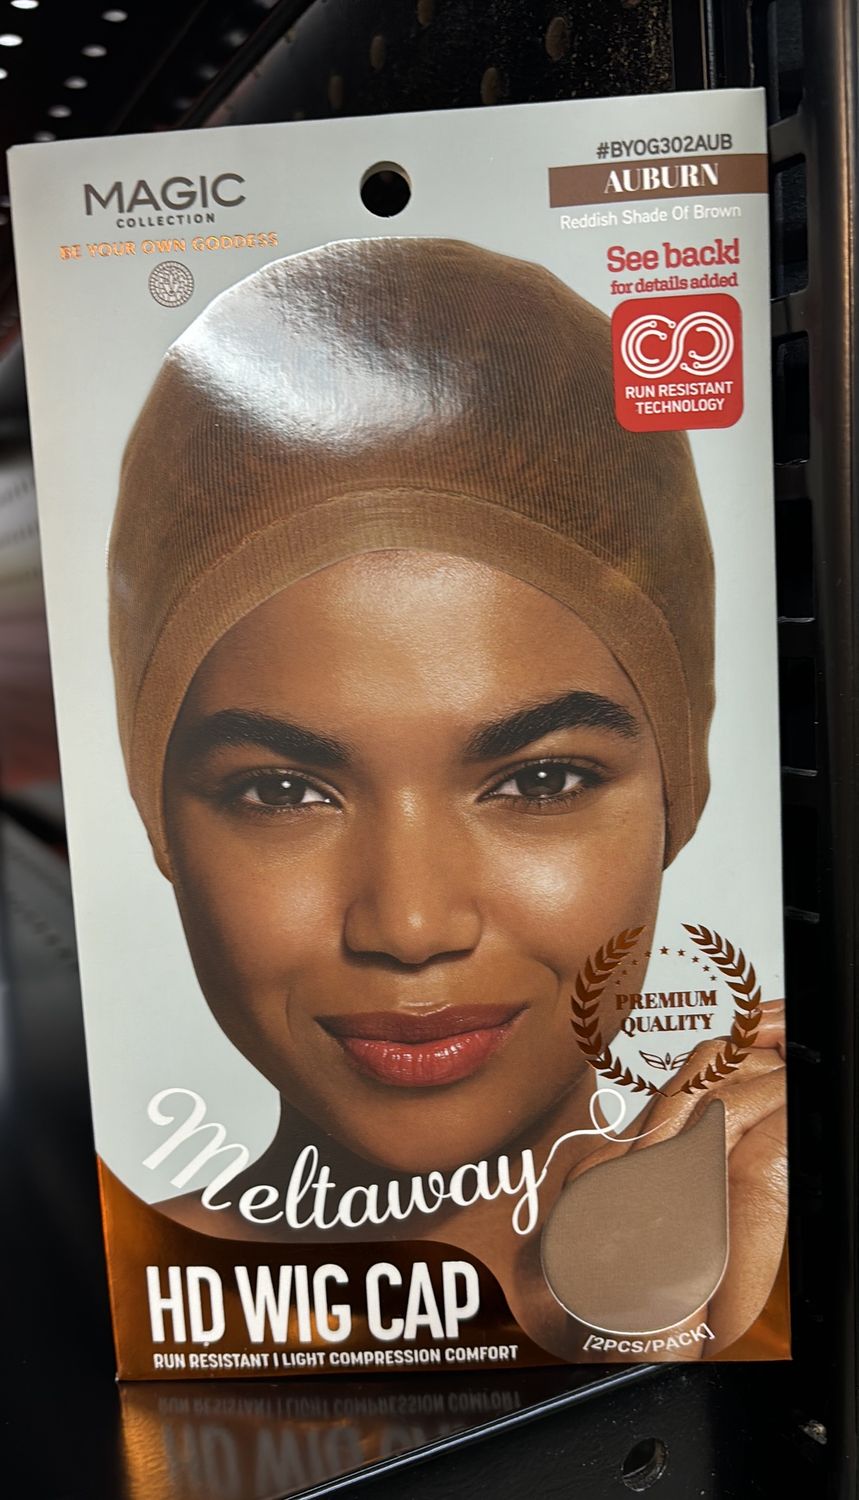 MAGIC
COLLECTION
BE YOUR OWN GODDESS
#BYOG302AUB
AUBURN
Reddish Shade Of Brown
See back!
for details added
RUN RESISTANT
TECHNOLOGY
PREMIUM
QUALITY
Meltaway
HD WIG CAP
RUN RESISTANT | LIGHT COMPRESSION COMFORT
[2PCS/PACK]